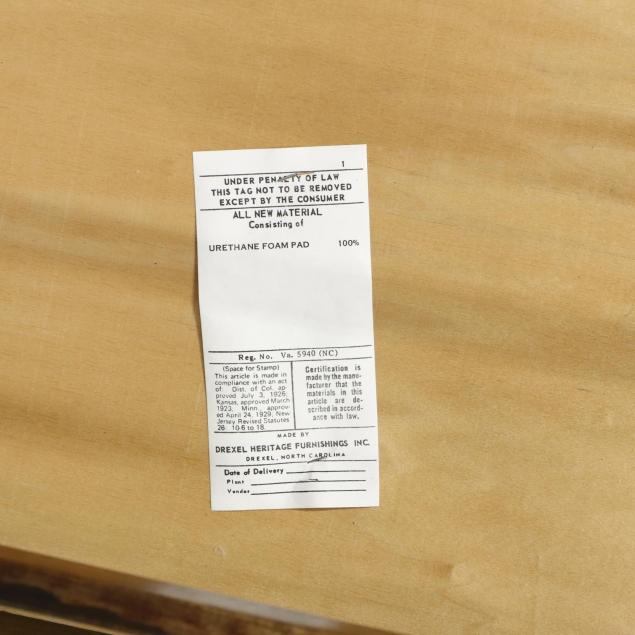 1
UNDER PENALTY OF LAW
THIS TAG NOT TO BE REMOVED
EXCEPT BY THE CONSUMER
ALL NEW MATERIAL
Consisting of
URETHANE FOAM PAD 100%
Reg. No. Va. 5940 (NC)
(Space for Stamp)
This article is made in
compliance with an act
of Dist. of Col. ap-
proved July 3, 1926;
Kansas, approved March
1923, Minn., approv-
ed April 24, 1929, New
Jersey Revised Statutes
26: 10-6 to 18.
Certification is
made by the manu-
facturer that the
materials in this
article are de-
scribed in accord-
ance with law.
MADE BY
DREXEL HERITAGE FURNISHINGS INC.
DREXEL, NORTH CAROLINA
Date of Delivery
Plant
Vendor